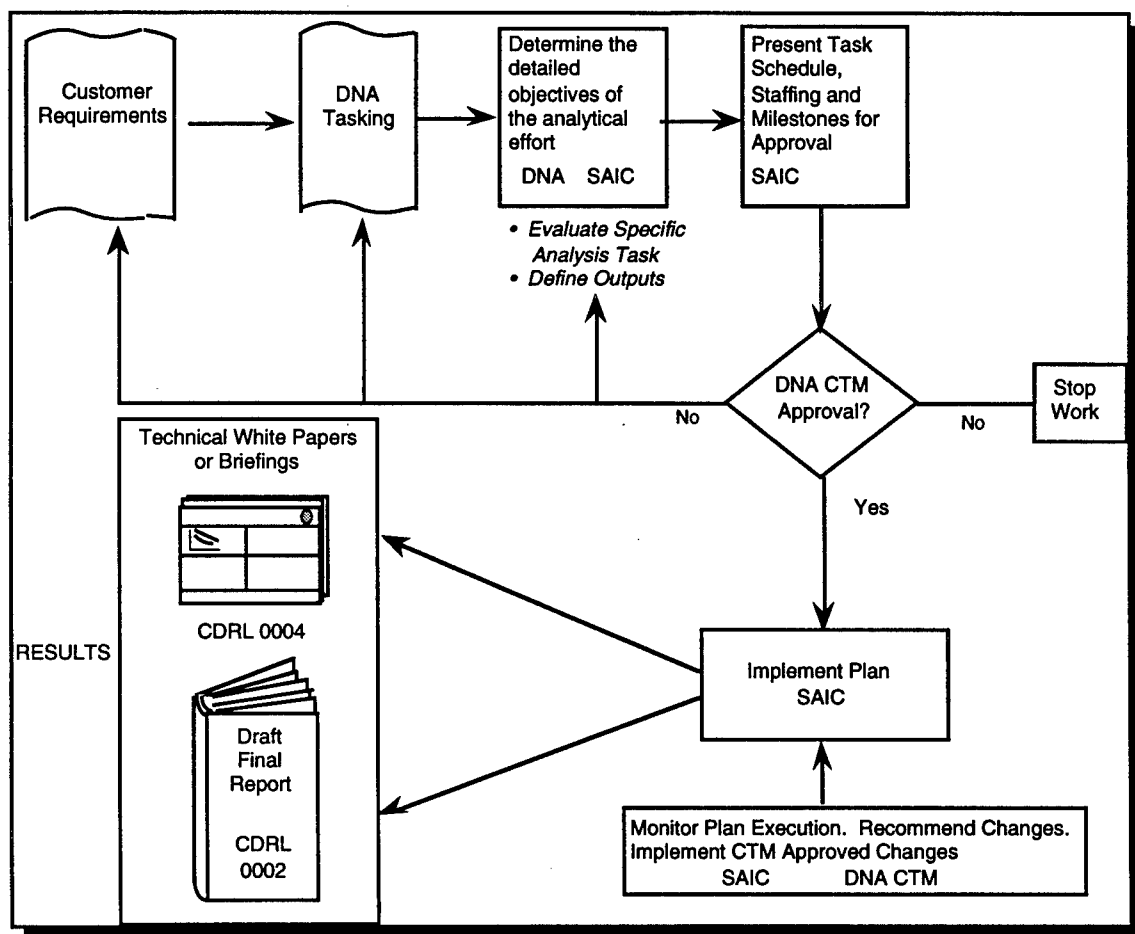 Customer
Requirements
DNA
Tasking
Determine the
detailed
objectives of
the analytical
effort
DNA SAIC
• Evaluate Specific
Analysis Task
• Define Outputs
Present Task
Schedule,
Staffing and
Milestones for
Approval
SAIC
DNA CTM
Approval?
No
No
Stop
Work
Yes
Technical White Papers
or Briefings
CDRL 0004
RESULTS
Draft
Final
Report
CDRL
0002
Implement Plan
SAIC
Monitor Plan Execution. Recommend Changes.
Implement CTM Approved Changes
SAIC DNA CTM